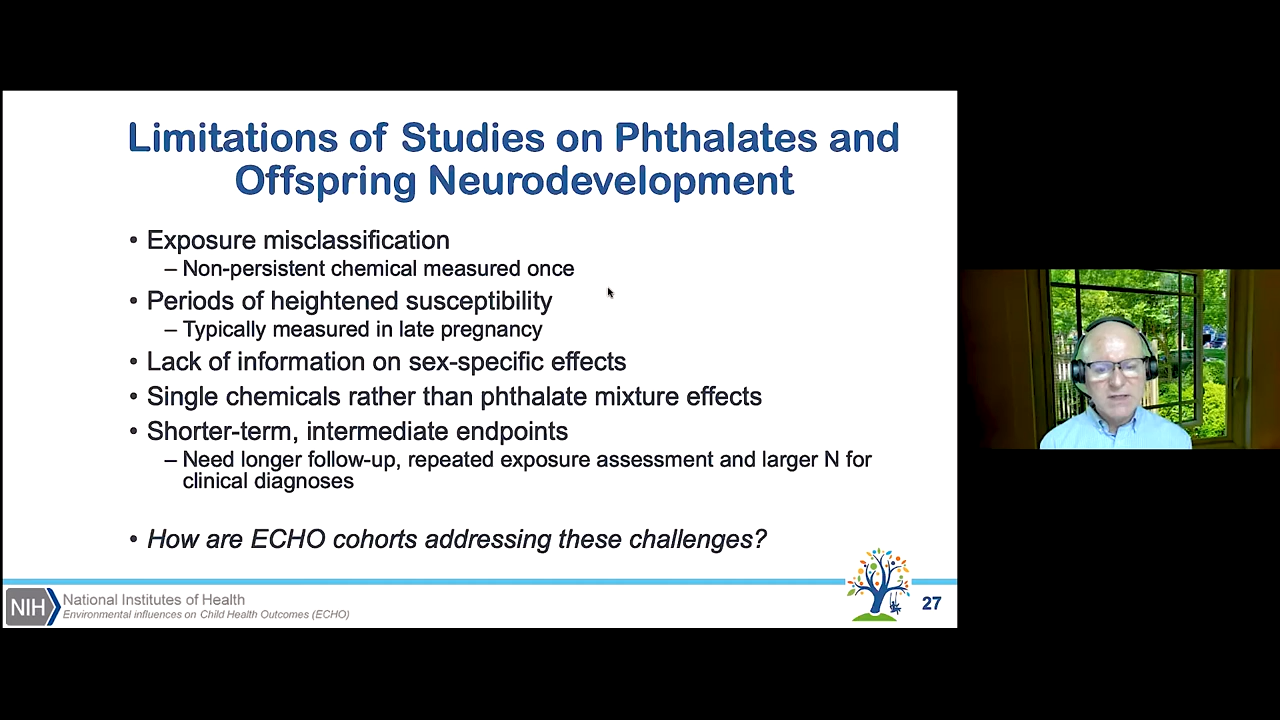 Limitations of Studies on Phthalates and
Offspring Neurodevelopment
• Exposure misclassification
– Non-persistent chemical measured once
• Periods of heightened susceptibility
– Typically measured in late pregnancy
• Lack of information on sex-specific effects
• Single chemicals rather than phthalate mixture effects
• Shorter-term, intermediate endpoints
– Need longer follow-up, repeated exposure assessment and larger N for
clinical diagnoses
• How are ECHO cohorts addressing these challenges?
NIH
National Institutes of Health
Environmental influences on Child Health Outcomes (ECHO)
27